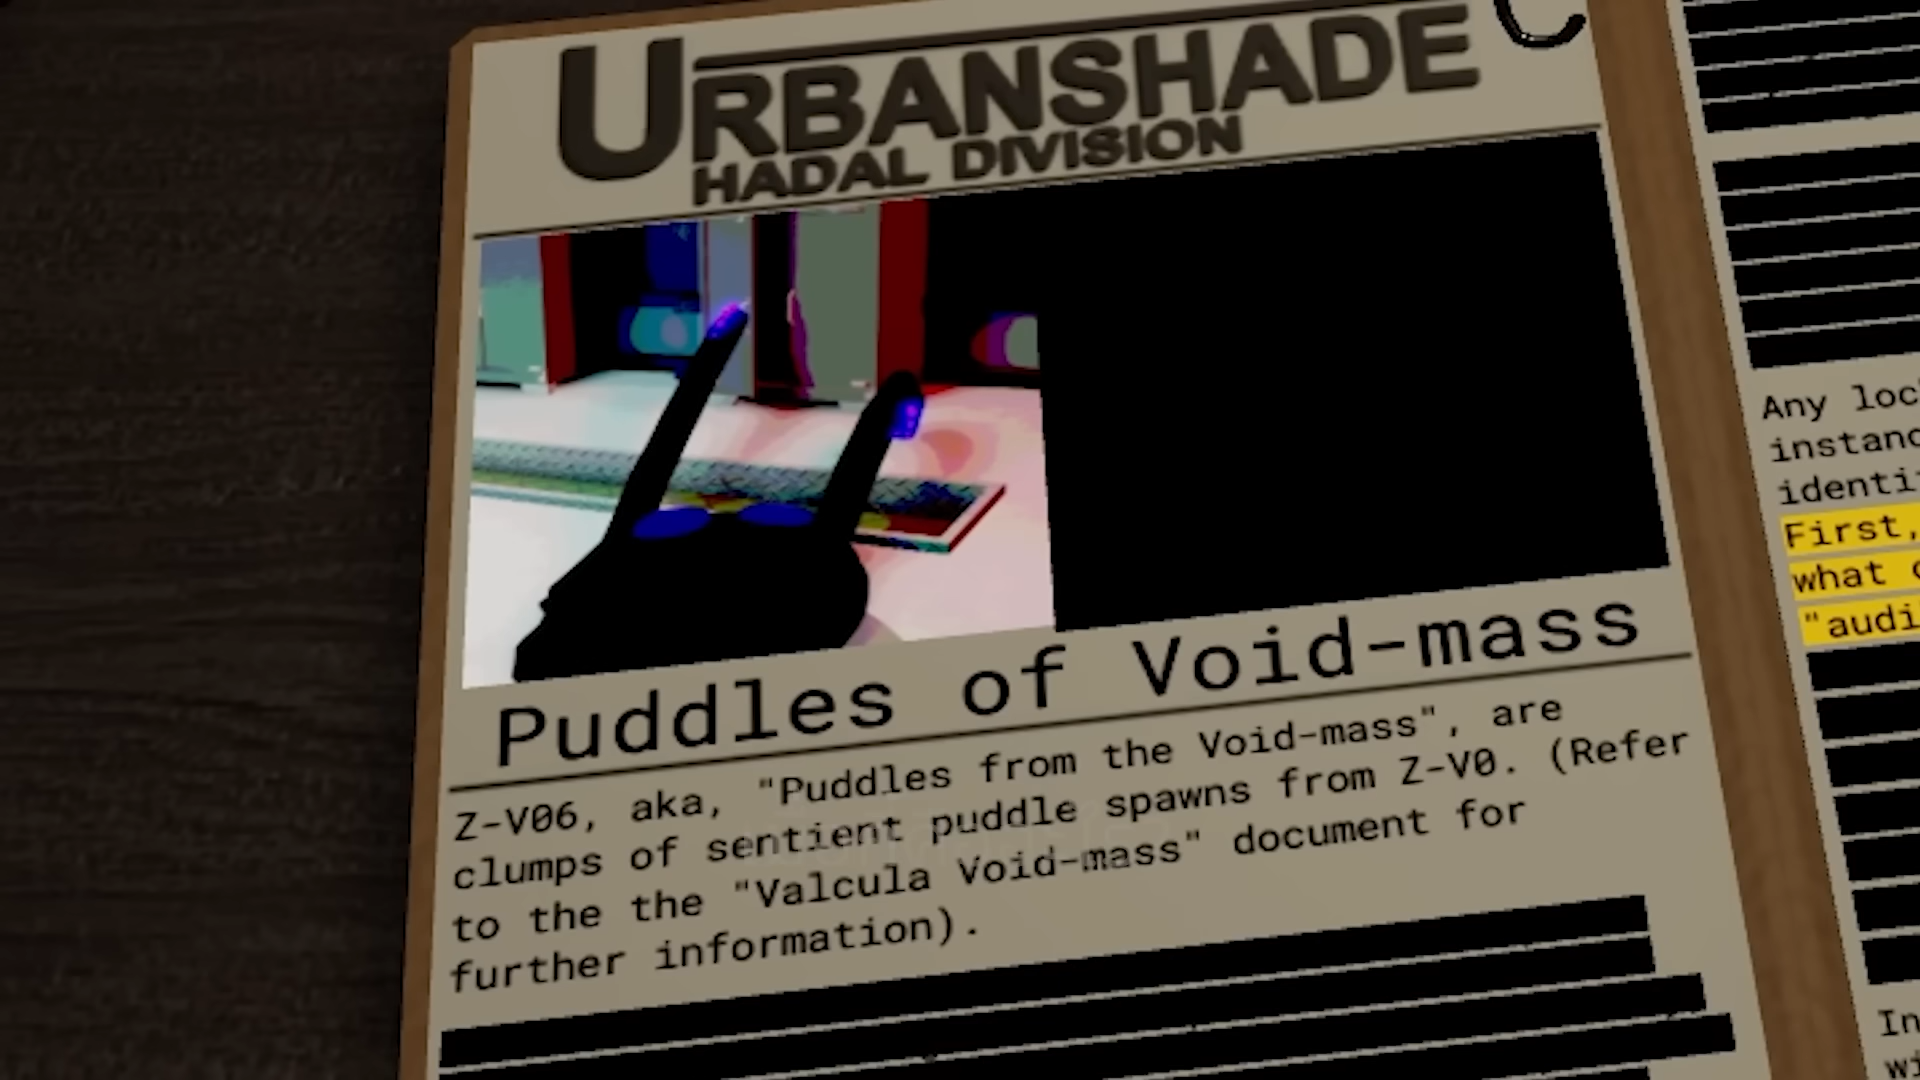 URBANSHADE
HADAL DIVISION
Puddles of Void-mass
Z-V06, aka, "Puddles from the Void-mass", are
clumps of sentient puddle spawns from Z-V0. (Refer
to the the "Valcula Void-mass" document for
further information).
Any loc
instanc
identi
First,
what
"audi
In
wi